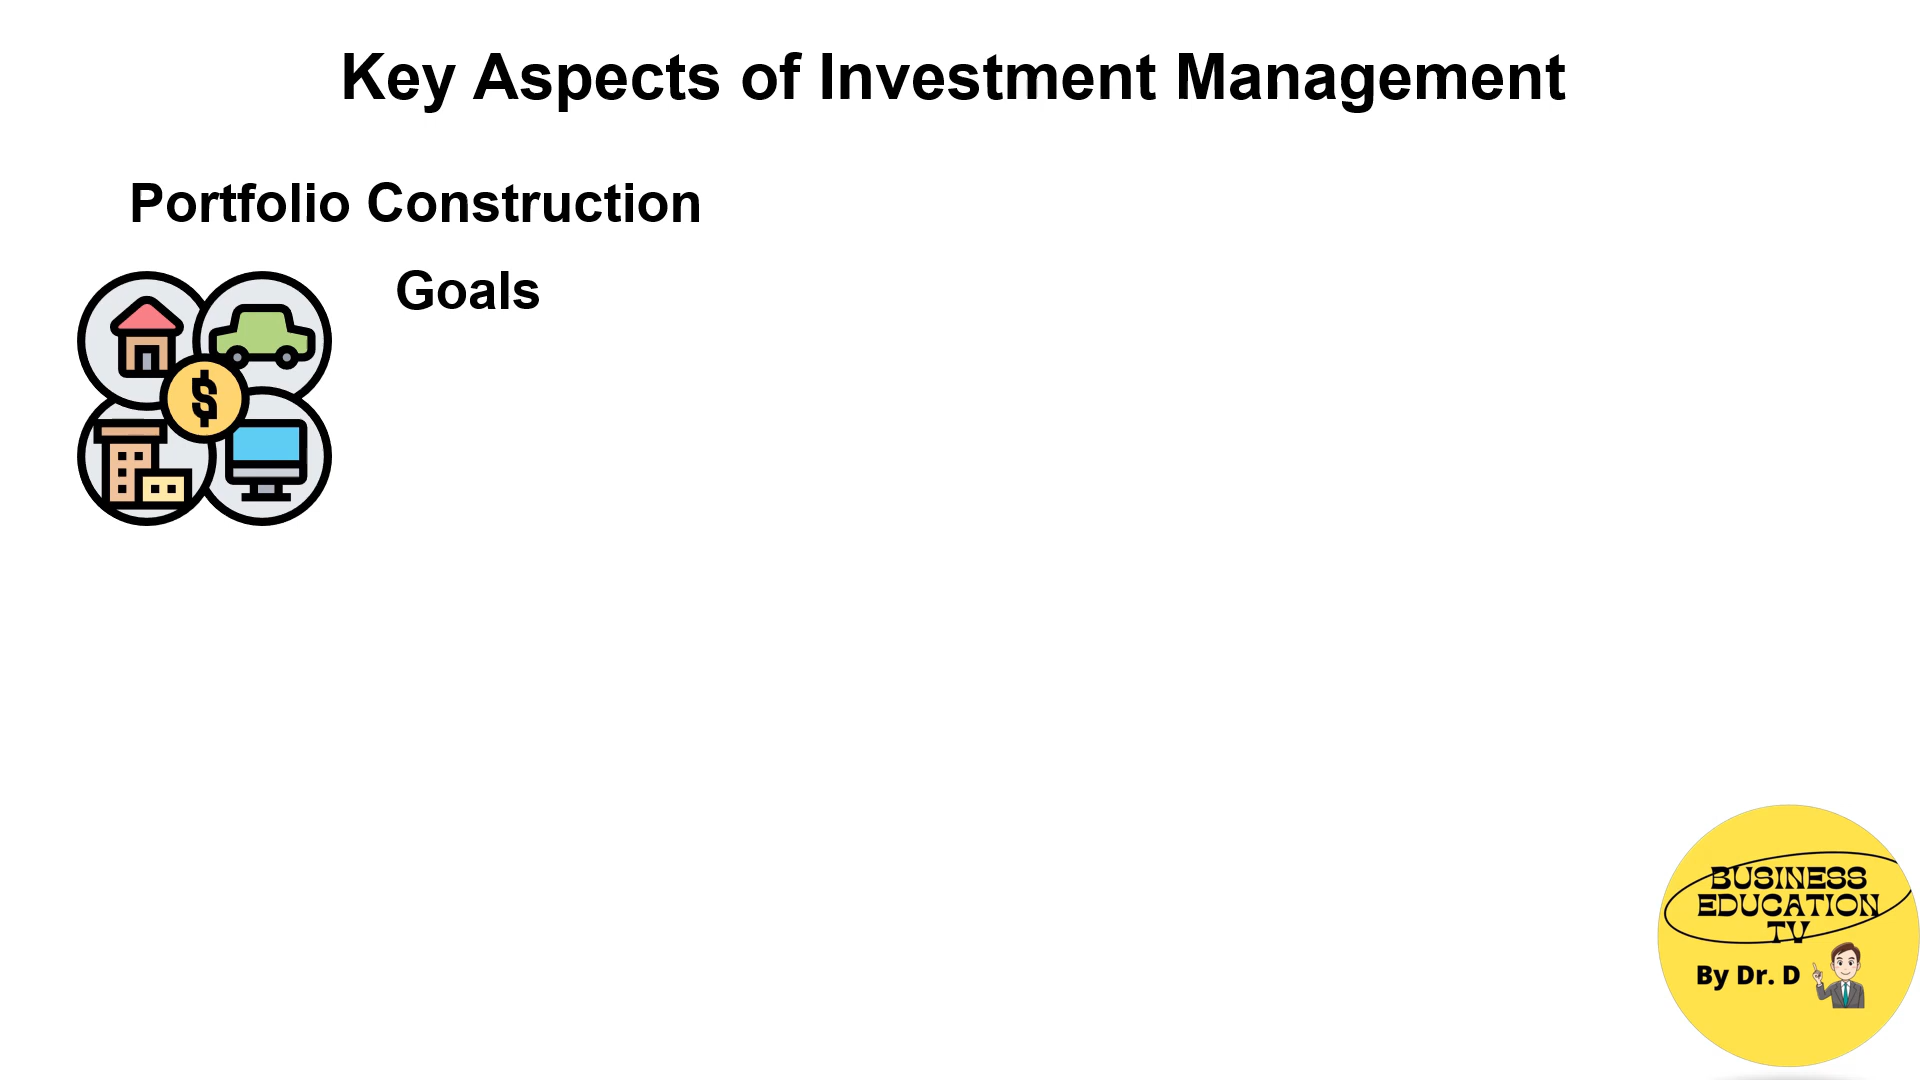 Key Aspects of Investment Management
Portfolio Construction
Goals
$
BUSINESS
EDUCATION
TV
By Dr. D